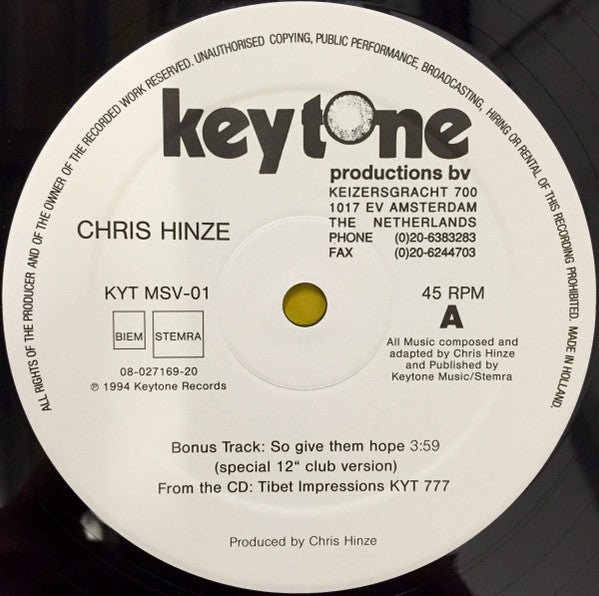 ALL RIGHTS OF THE PRODUCER AND OF THE OWNER OF THE RECORDED WORK RESERVED. UNAUTHORISED COPYING, PUBLIC PERFORMANCE, BROADCASTING, HIRING OR RENTAL OF THIS RECORDING PROHIBITED. MADE IN HOLLAND.
keytone
productions bv
KEIZERSGRACHT 700
1017 EV AMSTERDAM
THE NETHERLANDS
PHONE (0)20-6383283
FAX (0)20-6244703
CHRIS HINZE
KYT MSV-01
BIEM STEMRA
08-027169-20
℗ 1994 Keytone Records
45 RPM
A
All Music composed and
adapted by Chris Hinze
and Published by
Keytone Music/Stemra
Bonus Track: So give them hope 3:59
(special 12“ club version)
From the CD: Tibet Impressions KYT 777
Produced by Chris Hinze